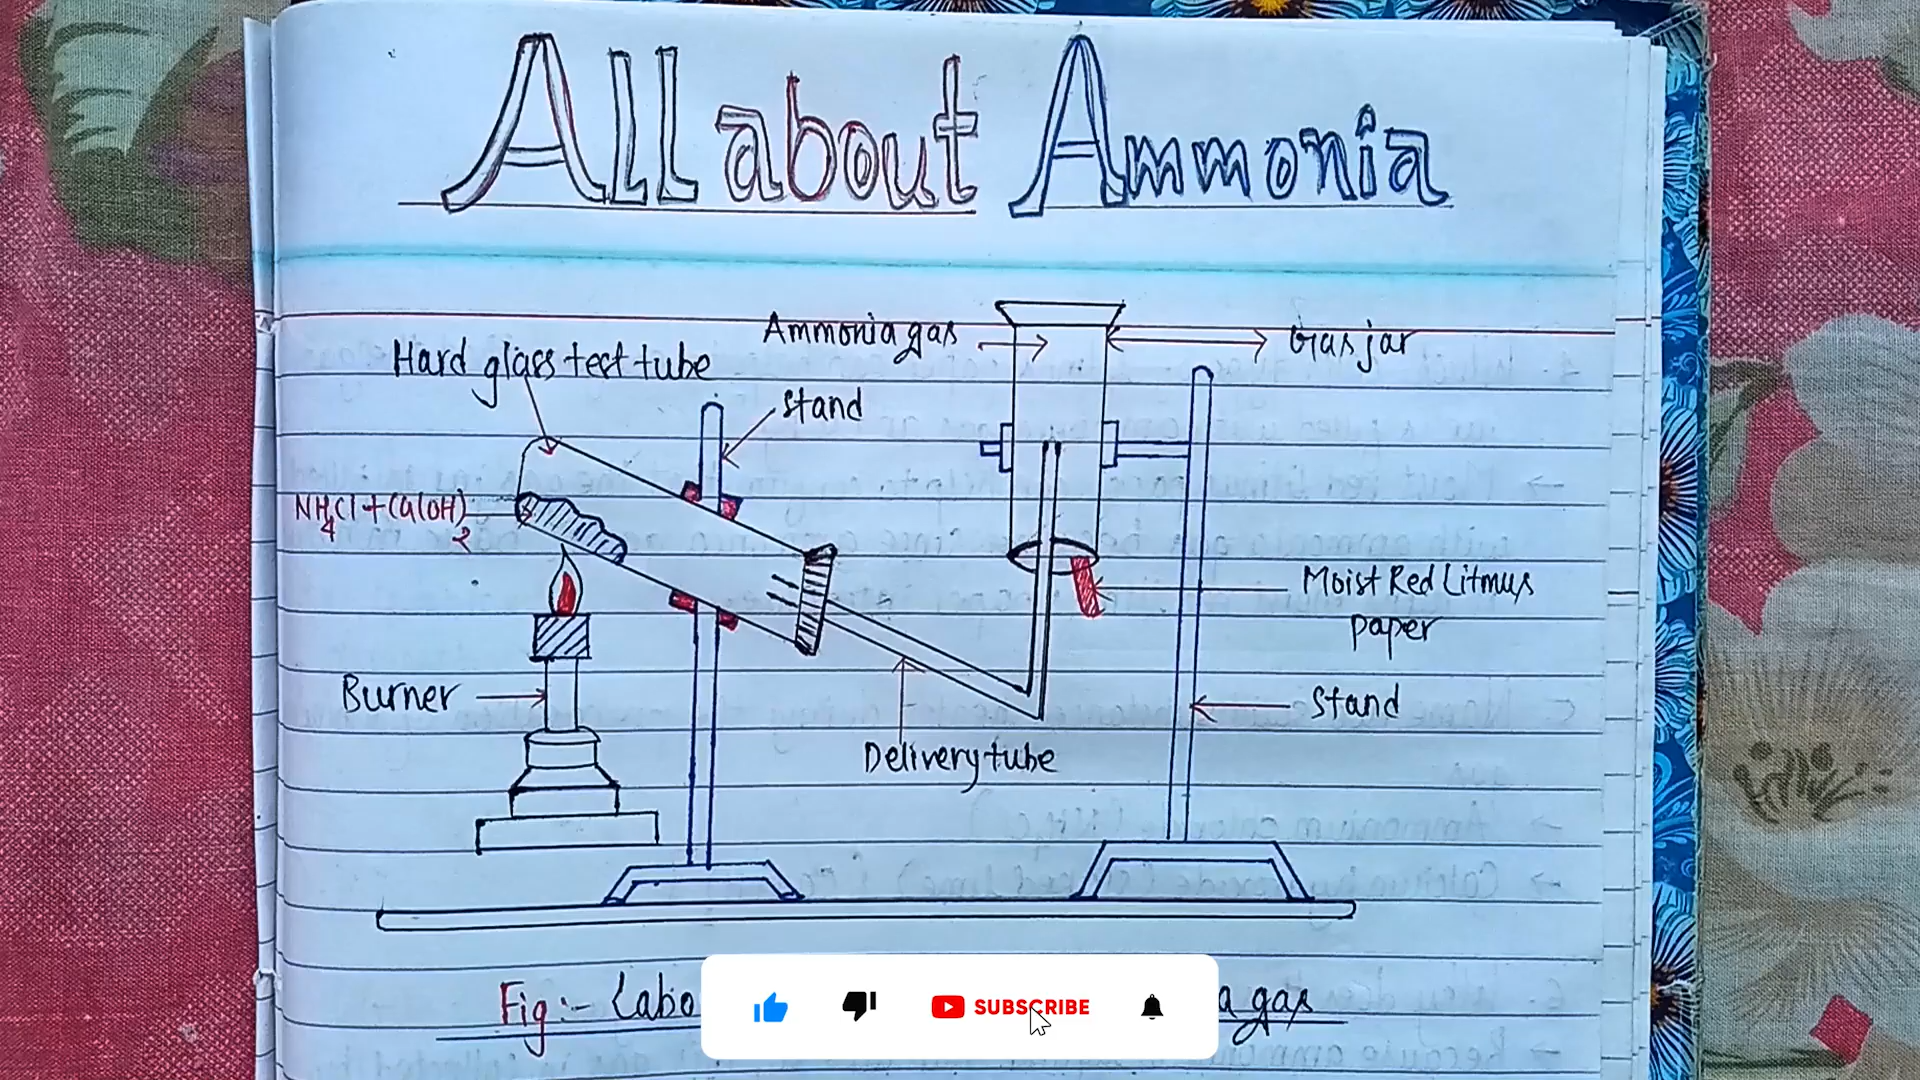 All about Ammonia
Ammonia gas
Gas jar
Hard glass test tube
stand
NH4Cl + Ca(OH)2
Moist Red Litmus
paper
Burner
stand
Delivery tube
Fig:- Labo
a gas
SUBSCRIBE